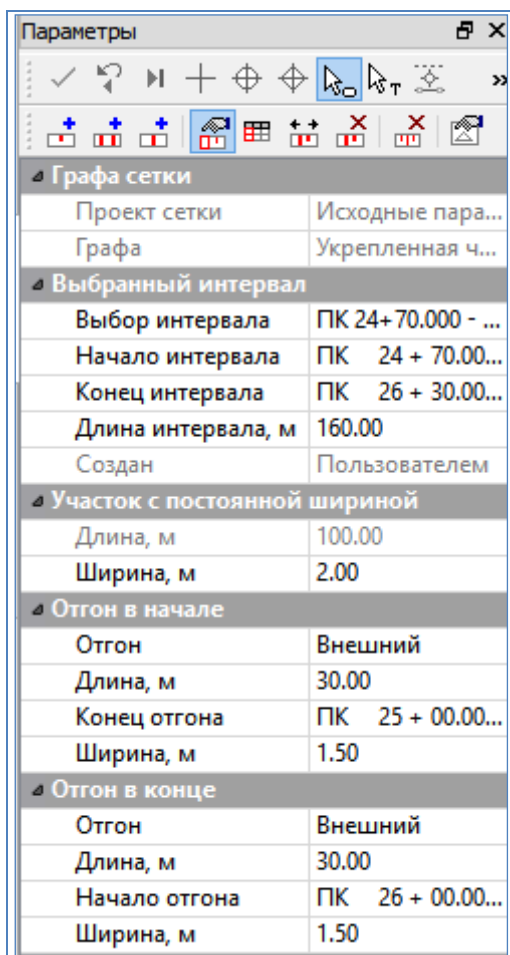 Параметры
»
Графа сетки
Проект сетки Исходные пара...
Графа Укрепленная ч...
Выбранный интервал
Выбор интервала ПК 24+70.000 - ...
Начало интервала ПК 24 + 70.00...
Конец интервала ПК 26 + 30.00...
Длина интервала, м 160.00
Создан Пользователем
Участок с постоянной шириной
Длина, м 100.00
Ширина, м 2.00
Отгон в начале
Отгон Внешний
Длина, м 30.00
Конец отгона ПК 25 + 00.00...
Ширина, м 1.50
Отгон в конце
Отгон Внешний
Длина, м 30.00
Начало отгона ПК 26 + 00.00...
Ширина, м 1.50